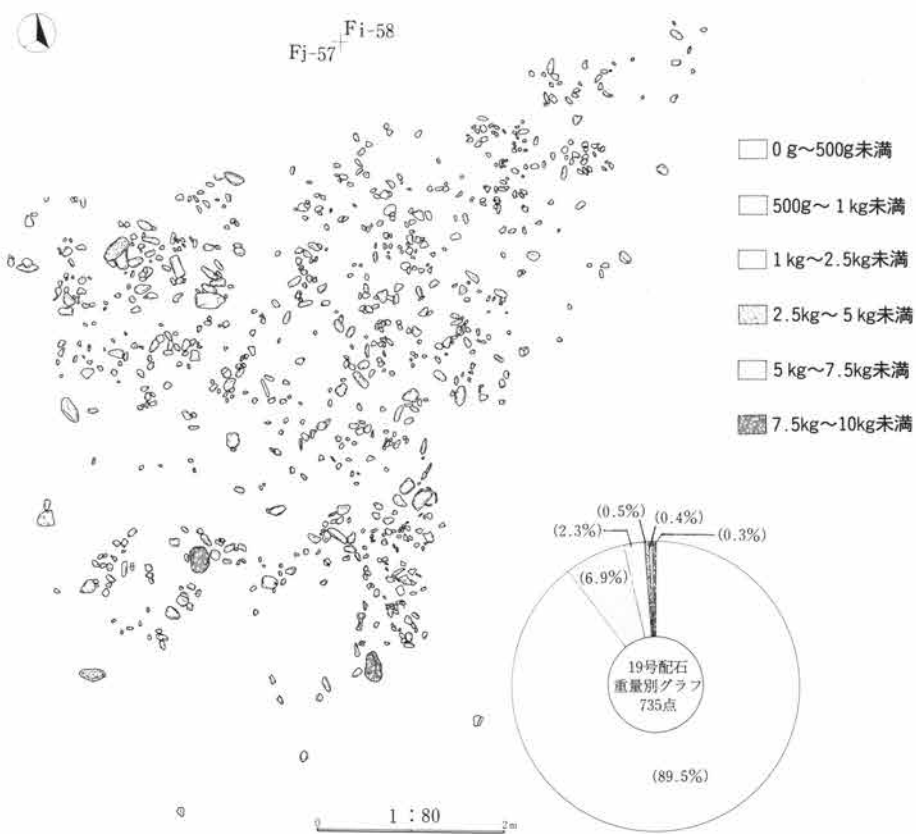 Fi-58
Fj-57
0g～500g未満
500g～1kg未満
1kg～2.5kg未満
2.5kg～5kg未満
5kg～7.5kg未満
7.5kg～10kg未満
(0.5%)
(0.4%)
(2.3%)
(0.3%)
(6.9%)
19号配石
重量別グラフ
735点
(89.5%)
1:80
0
2m